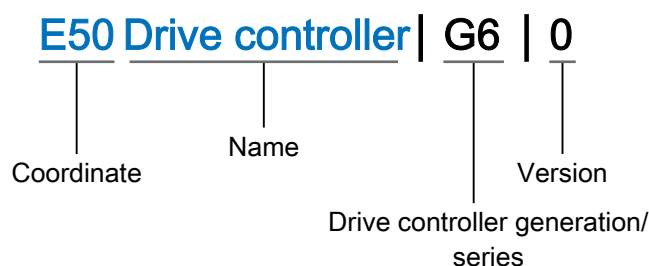 E50 Drive controller | G6 | 0
Name
Coordinate
Version
Drive controller generation/
series